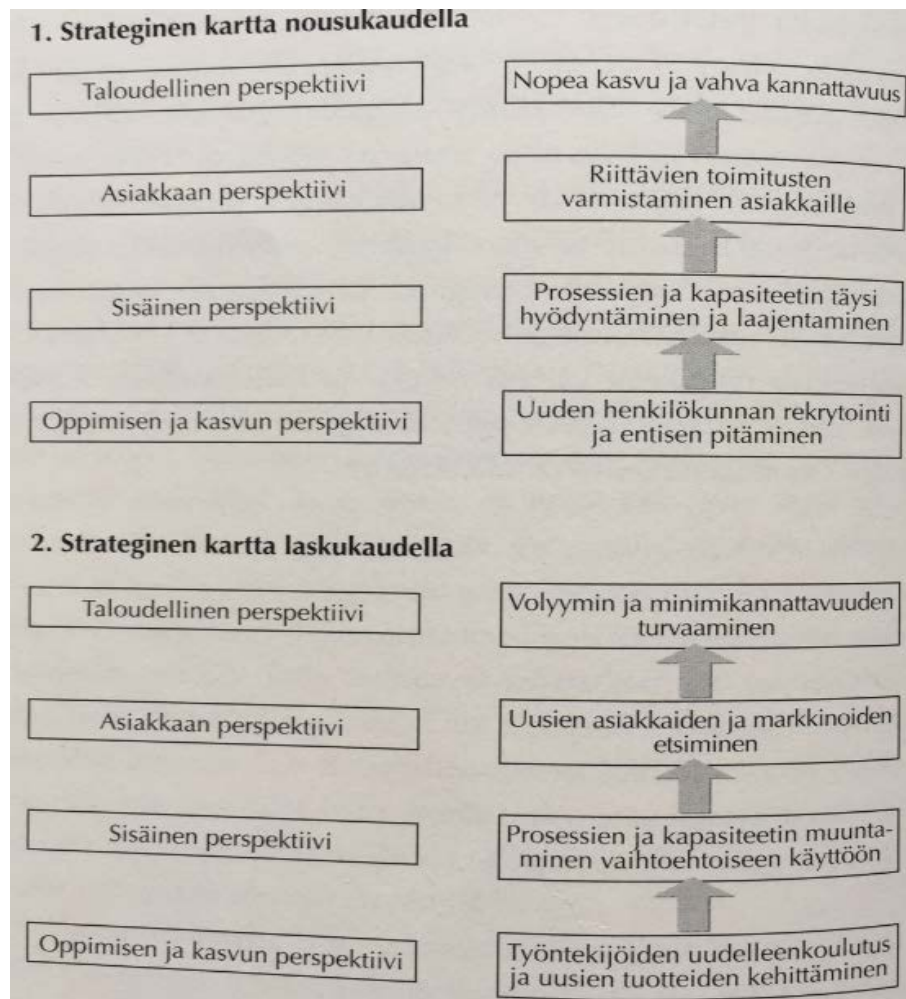 1. Strateginen kartta nousukaudella
Taloudellinen perspektiivi
Nopea kasvu ja vahva kannattavuus
Asiakkaan perspektiivi
Riittävien toimitusten
varmistaminen asiakkaille
Sisäinen perspektiivi
Prosessien ja kapasiteetin täysi
hyödyntäminen ja laajentaminen
Oppimisen ja kasvun perspektiivi
Uuden henkilökunnan rekrytointi
ja entisen pitäminen
2. Strateginen kartta laskukaudella
Taloudellinen perspektiivi
Volyymin ja minimikannattavuuden
turvaaminen
Asiakkaan perspektiivi
Uusien asiakkaiden ja markkinoiden
etsiminen
Sisäinen perspektiivi
Prosessien ja kapasiteetin muunta-
minen vaihtoehtoiseen käyttöön
Oppimisen ja kasvun perspektiivi
Työntekijöiden uudelleenkoulutus
ja uusien tuotteiden kehittäminen